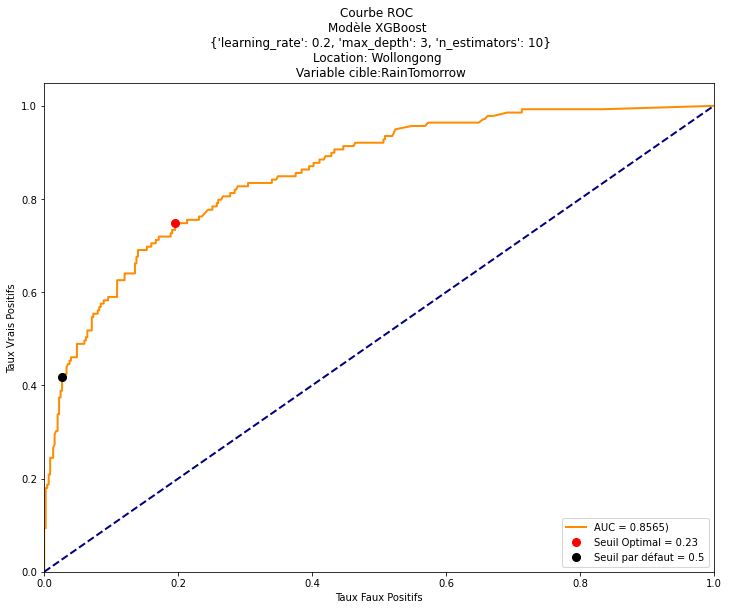 Courbe ROC
Modèle XGBoost
{'learning_rate': 0.2, 'max_depth': 3, 'n_estimators': 10}
Location: Wollongong
Variable cible:RainTomorrow
1.0
0.8
0.6
0.4
0.2
0.0
Taux Vrais Positifs
AUC = 0.8565)
Seuil Optimal = 0.23
Seuil par défaut = 0.5
0.0 0.2 0.4 0.6 0.8 1.0
Taux Faux Positifs